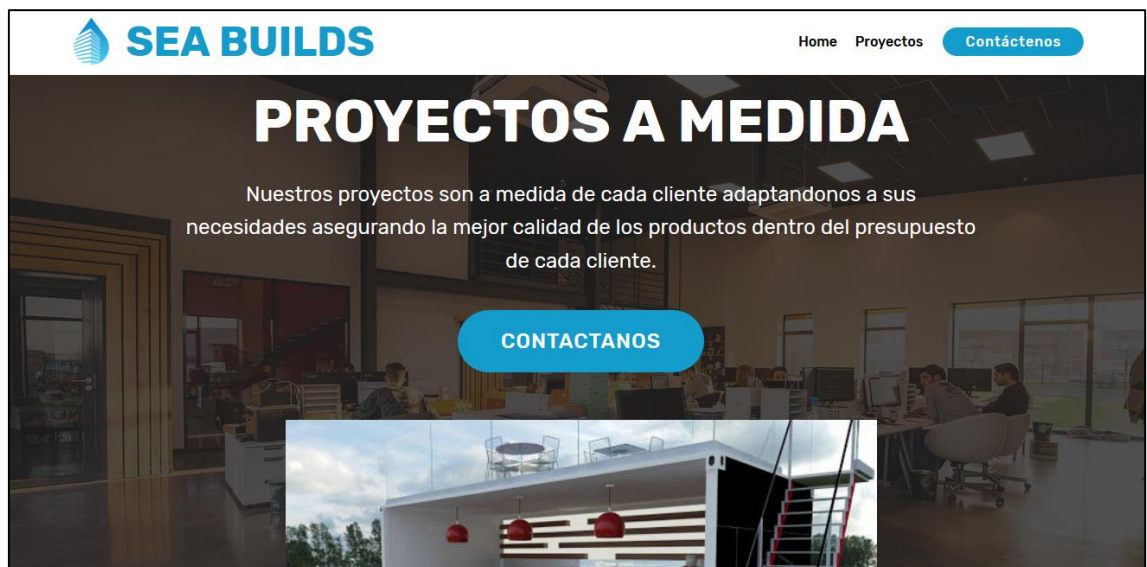 SEA BUILDS
Home Proyectos Contáctenos
PROYECTOS A MEDIDA
Nuestros proyectos son a medida de cada cliente adaptandonos a sus
necesidades asegurando la mejor calidad de los productos dentro del presupuesto
de cada cliente.
CONTACTANOS